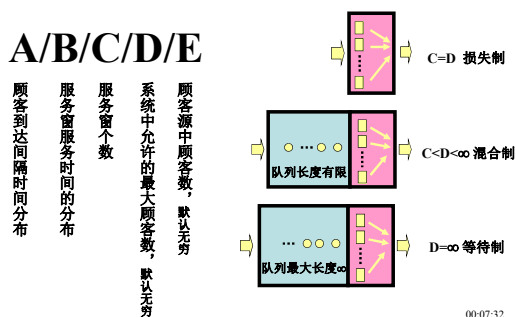 A/B/C/D/E
顾客到达间隔时间分布
服务窗服务时间的分布
服务窗个数
系统中允许的最大顾客数，默认无穷
顾客源中顾客数，默认无穷
C=D 损失制
队列长度有限
C<D<∞ 混合制
队列最大长度∞
D=∞ 等待制
00:07:32